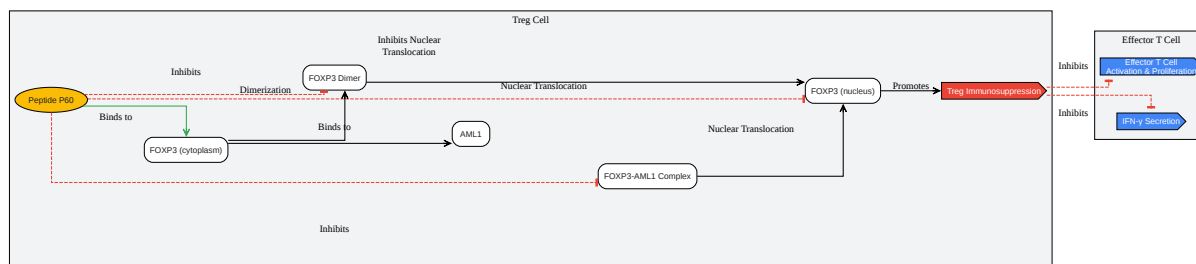 Treg Cell
Effector T Cell
Inhibits Nuclear
Translocation
Inhibits
FOXP3 Dimer
Inhibits
Effector T Cell
Activation & Proliferation
Dimerization
Nuclear Translocation
Peptide P60
FOXP3 (nucleus)
Promotes
Treg Immunosuppression
Binds to
Binds to
AML1
Nuclear Translocation
Inhibits
IFN-γ Secretion
FOXP3 (cytoplasm)
FOXP3-AML1 Complex
Inhibits